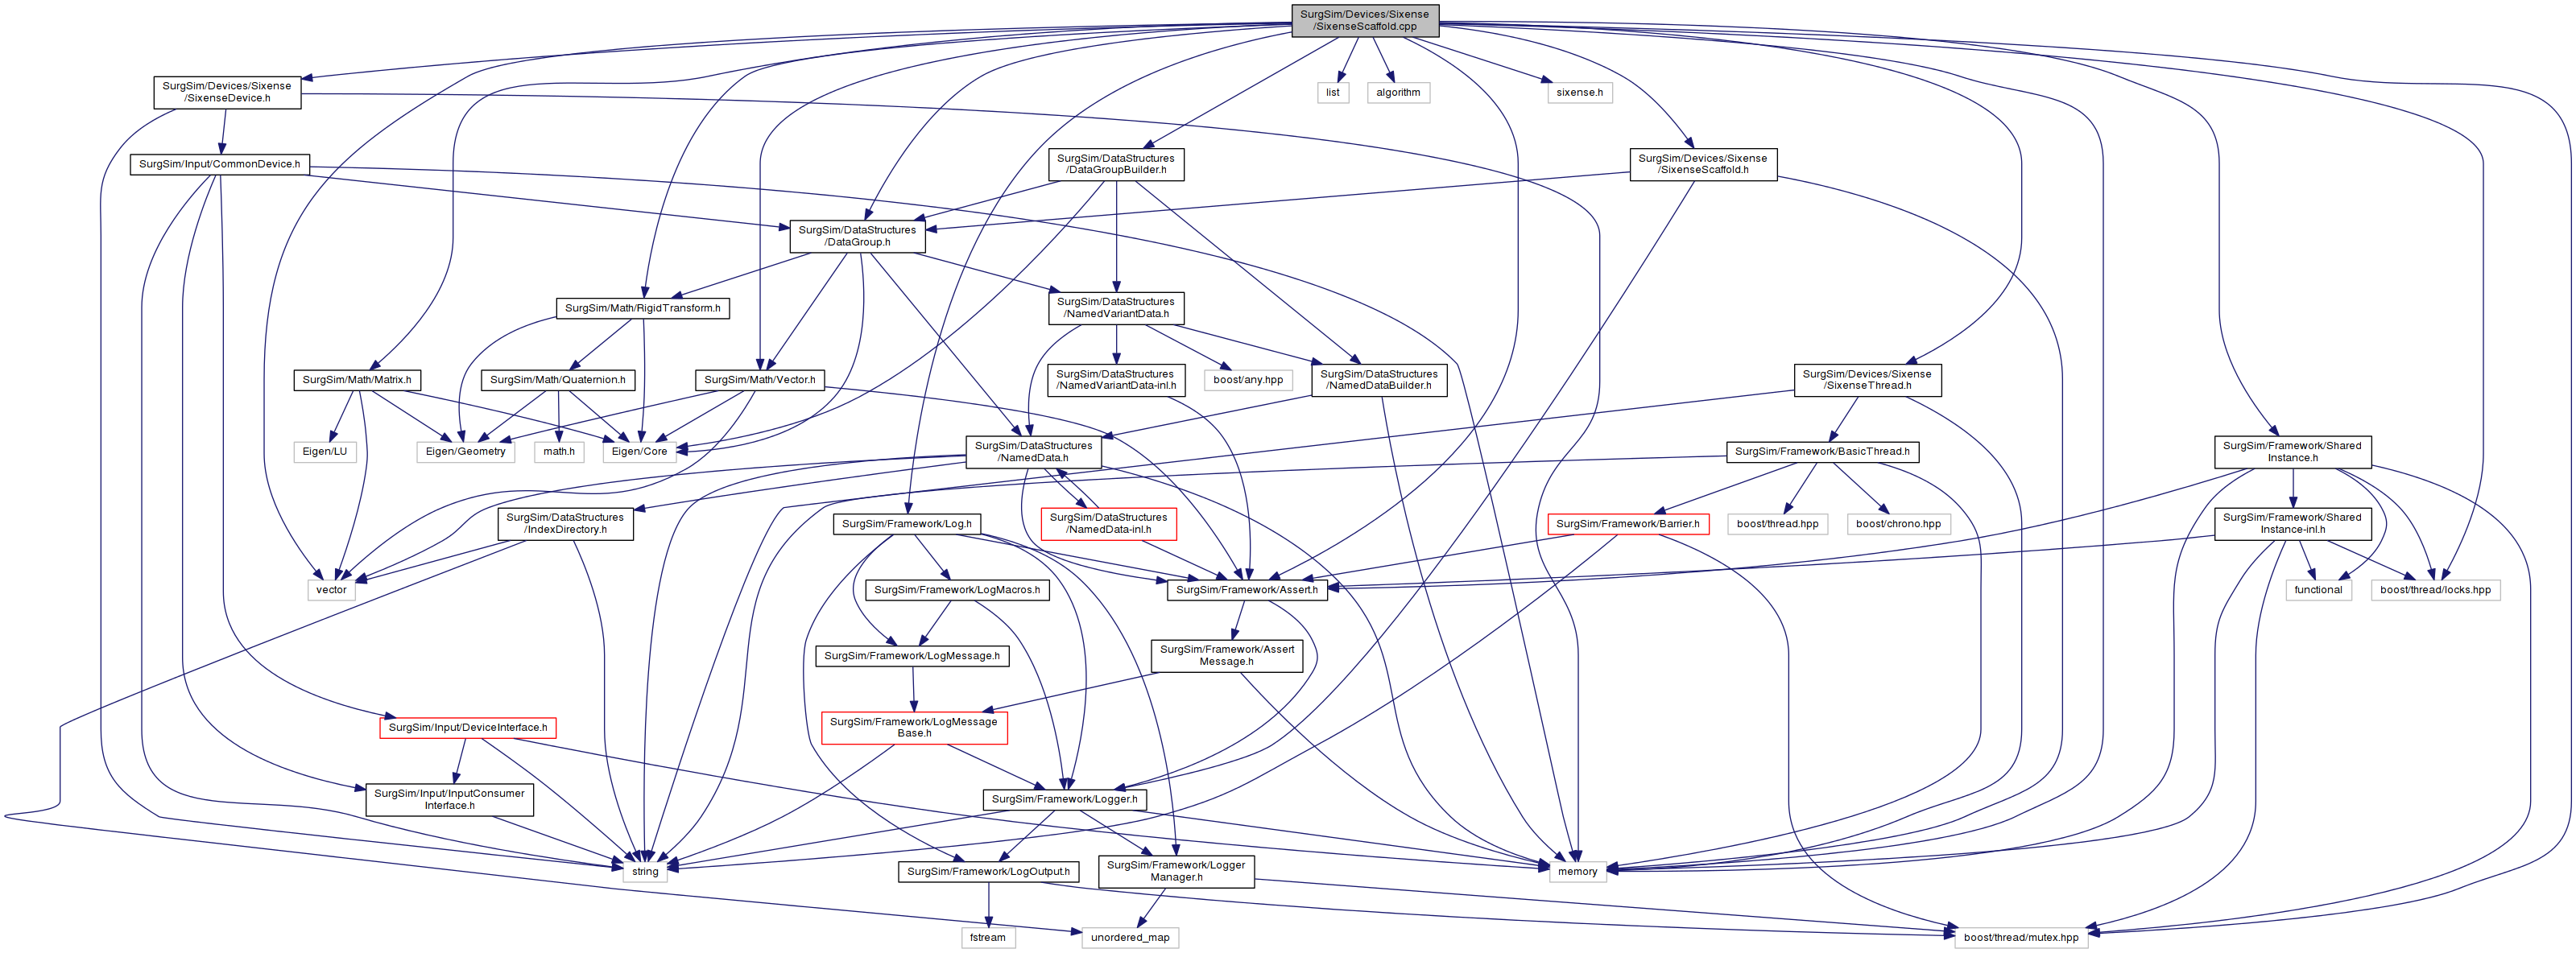 SurgSim/Devices/Sixense
/SixenseScaffold.cpp
SurgSim/Devices/Sixense
/SixenseDevice.h
list
algorithm
sixense.h
SurgSim/Input/CommonDevice.h
SurgSim/DataStructures
/DataGroupBuilder.h
SurgSim/Devices/Sixense
/SixenseScaffold.h
SurgSim/DataStructures
/DataGroup.h
SurgSim/Math/RigidTransform.h
SurgSim/DataStructures
/NamedVariantData.h
SurgSim/Math/Matrix.h
SurgSim/Math/Quaternion.h
SurgSim/Math/Vector.h
SurgSim/DataStructures
/NamedVariantData-inl.h
boost/any.hpp
SurgSim/DataStructures
/NamedDataBuilder.h
SurgSim/Devices/Sixense
/SixenseThread.h
Eigen/LU
Eigen/Geometry
math.h
Eigen/Core
SurgSim/DataStructures
/NamedData.h
SurgSim/Framework/BasicThread.h
SurgSim/Framework/Shared
Instance.h
SurgSim/DataStructures
/IndexDirectory.h
SurgSim/Framework/Log.h
SurgSim/DataStructures
/NamedData-inl.h
SurgSim/Framework/Barrier.h
boost/thread.hpp
boost/chrono.hpp
SurgSim/Framework/Shared
Instance-inl.h
vector
SurgSim/Framework/LogMacros.h
SurgSim/Framework/Assert.h
functional
boost/thread/locks.hpp
SurgSim/Framework/LogMessage.h
SurgSim/Framework/Assert
Message.h
SurgSim/Input/DeviceInterface.h
SurgSim/Framework/LogMessage
Base.h
SurgSim/Input/InputConsumer
Interface.h
SurgSim/Framework/Logger.h
string
SurgSim/Framework/LogOutput.h
SurgSim/Framework/Logger
Manager.h
memory
fstream
unordered_map
boost/thread/mutex.hpp